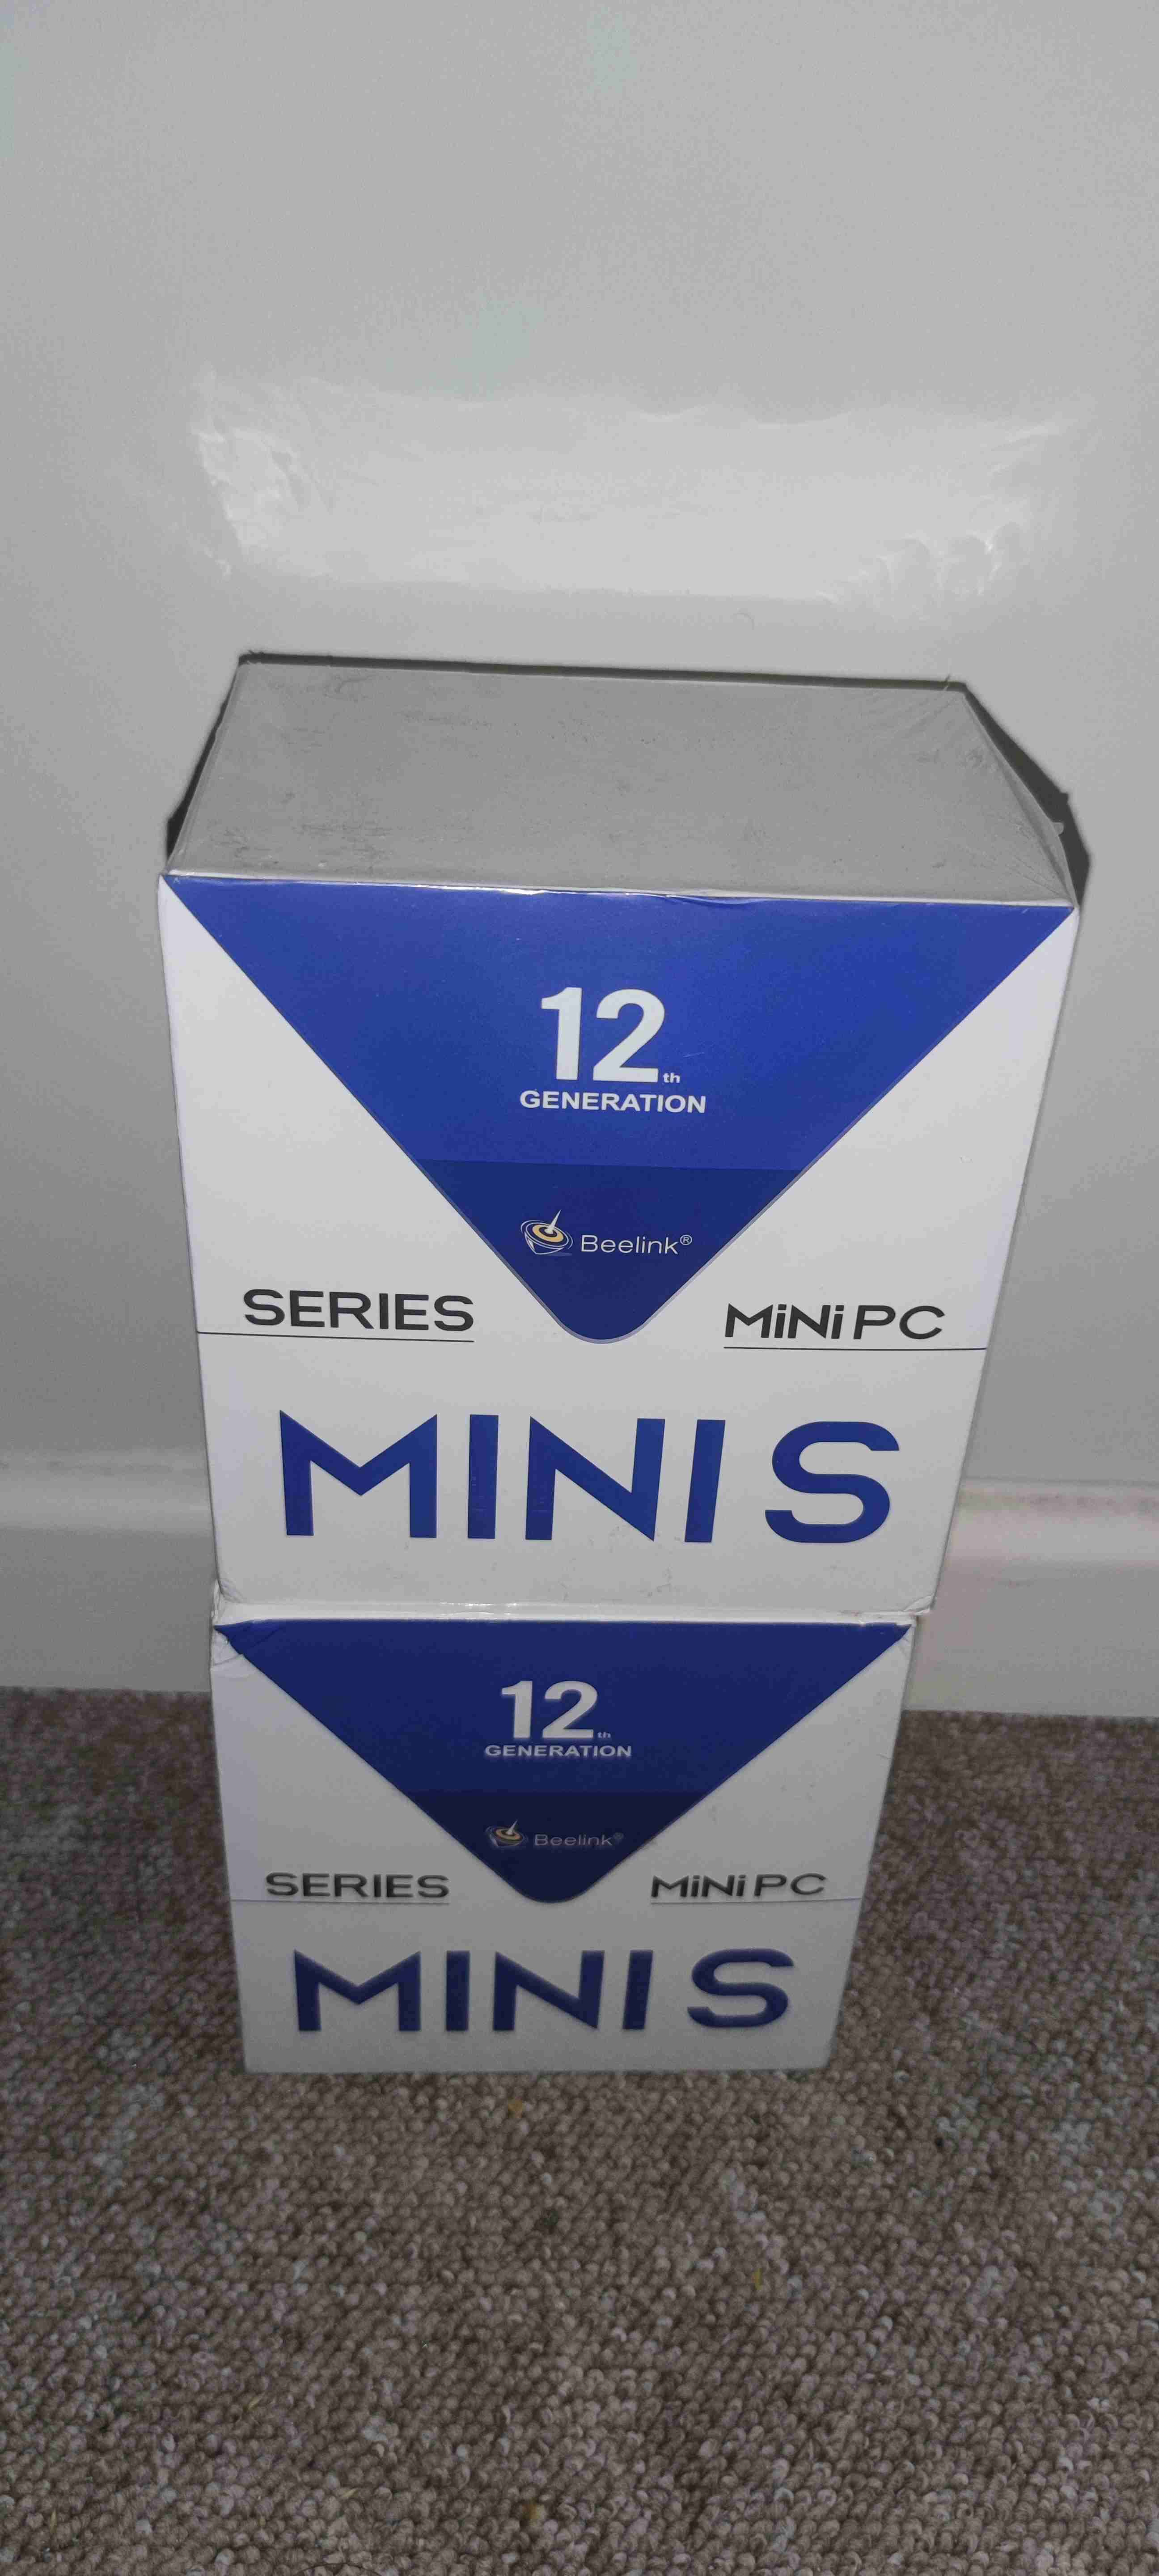 12th
GENERATION
Beelink®
SERIES
MiNi PC
MINI S
12th
GENERATION
Beelink®
SERIES
MiNi PC
MINI S